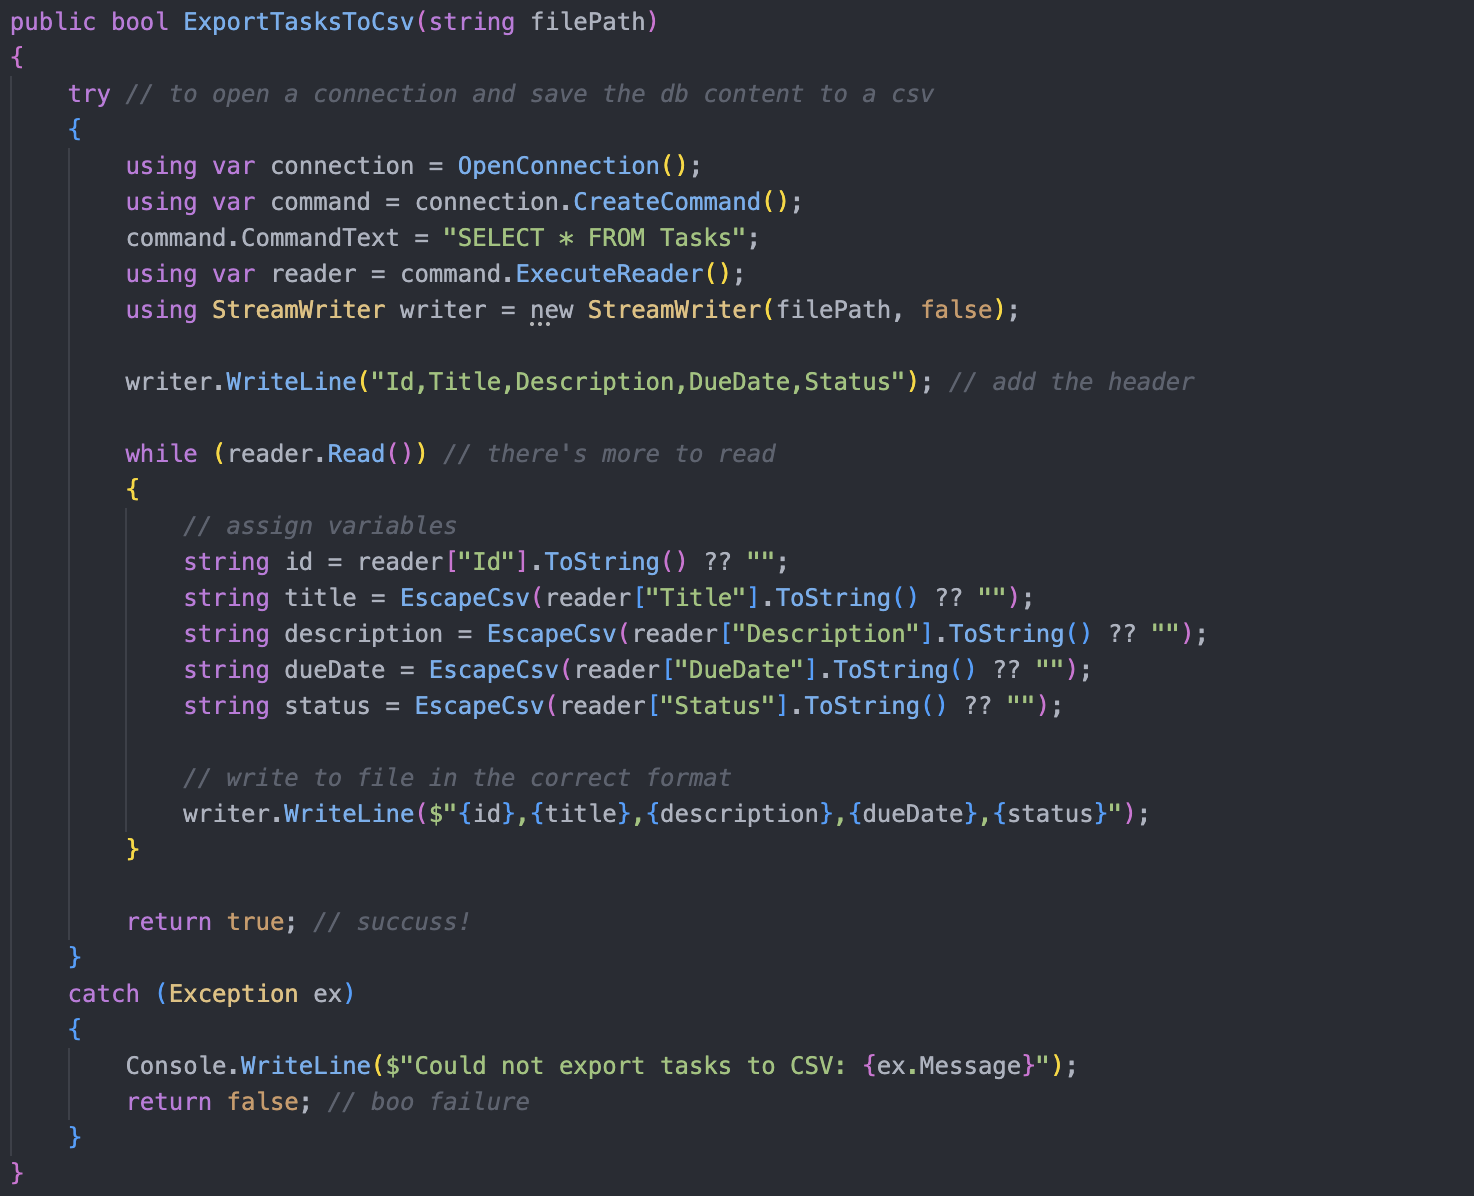 public bool ExportTasksToCsv(string filePath)
{
    try // to open a connection and save the db content to a csv
    {
        using var connection = OpenConnection();
        using var command = connection.CreateCommand();
        command.CommandText = "SELECT * FROM Tasks";
        using var reader = command.ExecuteReader();
        using StreamWriter writer = new StreamWriter(filePath, false);

        writer.WriteLine("Id,Title,Description,DueDate,Status"); // add the header

        while (reader.Read()) // there's more to read
        {
            // assign variables
            string id = reader["Id"].ToString() ?? "";
            string title = EscapeCsv(reader["Title"].ToString() ?? "");
            string description = EscapeCsv(reader["Description"].ToString() ?? "");
            string dueDate = EscapeCsv(reader["DueDate"].ToString() ?? "");
            string status = EscapeCsv(reader["Status"].ToString() ?? "");

            // write to file in the correct format
            writer.WriteLine($"{id},{title},{description},{dueDate},{status}");
        }

        return true; // succuss!
    }
    catch (Exception ex)
    {
        Console.WriteLine($"Could not export tasks to CSV: {ex.Message}");
        return false; // boo failure
    }
}